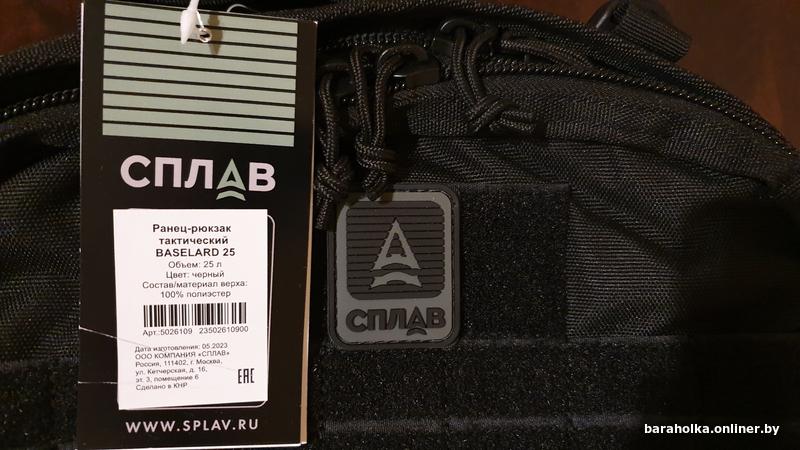 СПЛАВ
Ранец-рюкзак
тактический
BASELARD 25
Объем: 25 л
Цвет: черный
Состав/материал верха:
100% полиэстер
Арт.:5026109 23502610900
Дата изготовления: 05.2023
ООО КОМПАНИЯ «СПЛАВ»
Россия, 111402, г. Москва,
ул. Кетчерская, д. 16,
эт. 3, помещение 6
Сделано в КНР
EAC
WWW.SPLAV.RU
СПЛАВ
baraholka.onliner.by